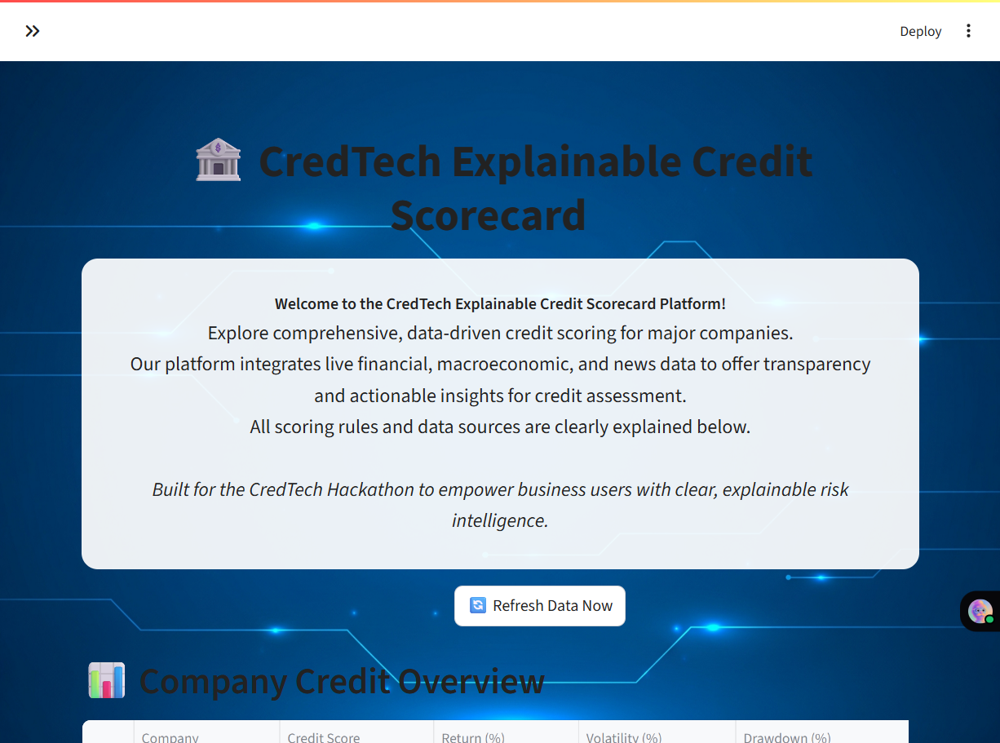 Deploy
CredTech Explainable Credit
Scorecard
Welcome to the CredTech Explainable Credit Scorecard Platform!
Explore comprehensive, data-driven credit scoring for major companies.
Our platform integrates live financial, macroeconomic, and news data to offer transparency
and actionable insights for credit assessment.
All scoring rules and data sources are clearly explained below.
Built for the CredTech Hackathon to empower business users with clear, explainable risk
intelligence.
Refresh Data Now
Company Credit Overview
Company Credit Score Return (%) Volatility (%) Drawdown (%)